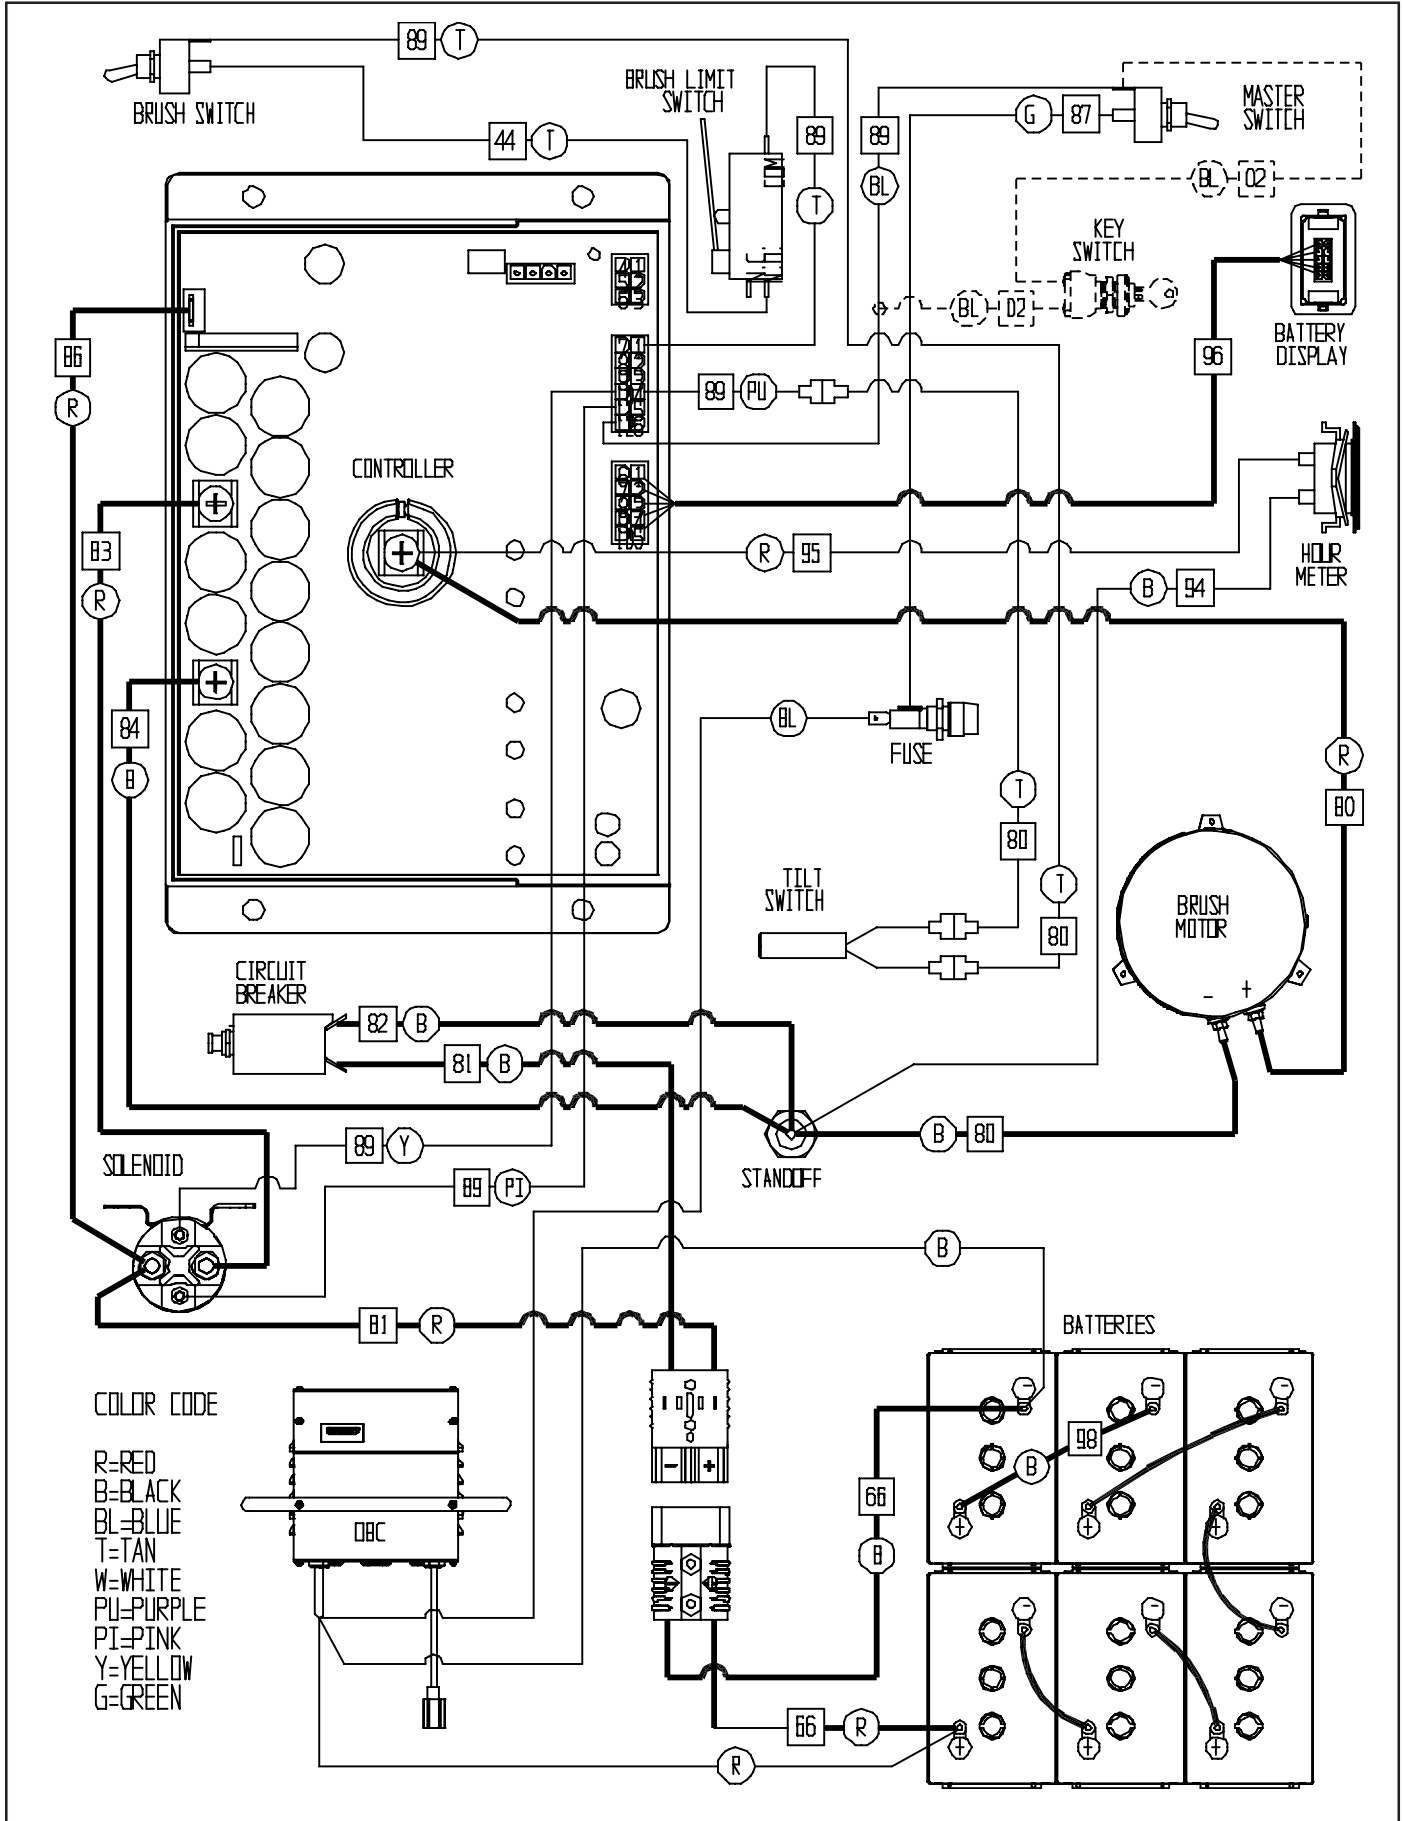 89 T
BRUSH SWITCH
BRUSH LIMIT
SWITCH
44 T
89
T
COM
89
BL
G 87
MASTER
SWITCH
BL 02
KEY
SWITCH
BL 02
BATTERY
DISPLAY
96
86
R
89 PU
CONTROLLER
83
R
R 95
HOUR
METER
B 94
84
B
BL
FUSE
R
80
T
80
TILT
SWITCH
T
80
BRUSH
MOTOR
- +
CIRCUIT
BREAKER
82 B
81 B
B 80
STANDOFF
89 Y
SOLENOID
89 PI
B
81 R
BATTERIES
COLOR CODE
R=RED
B=BLACK
BL=BLUE
T=TAN
W=WHITE
PU=PURPLE
PI=PINK
Y=YELLOW
G=GREEN
OBC
- +
98
B
66
B
66 R
R